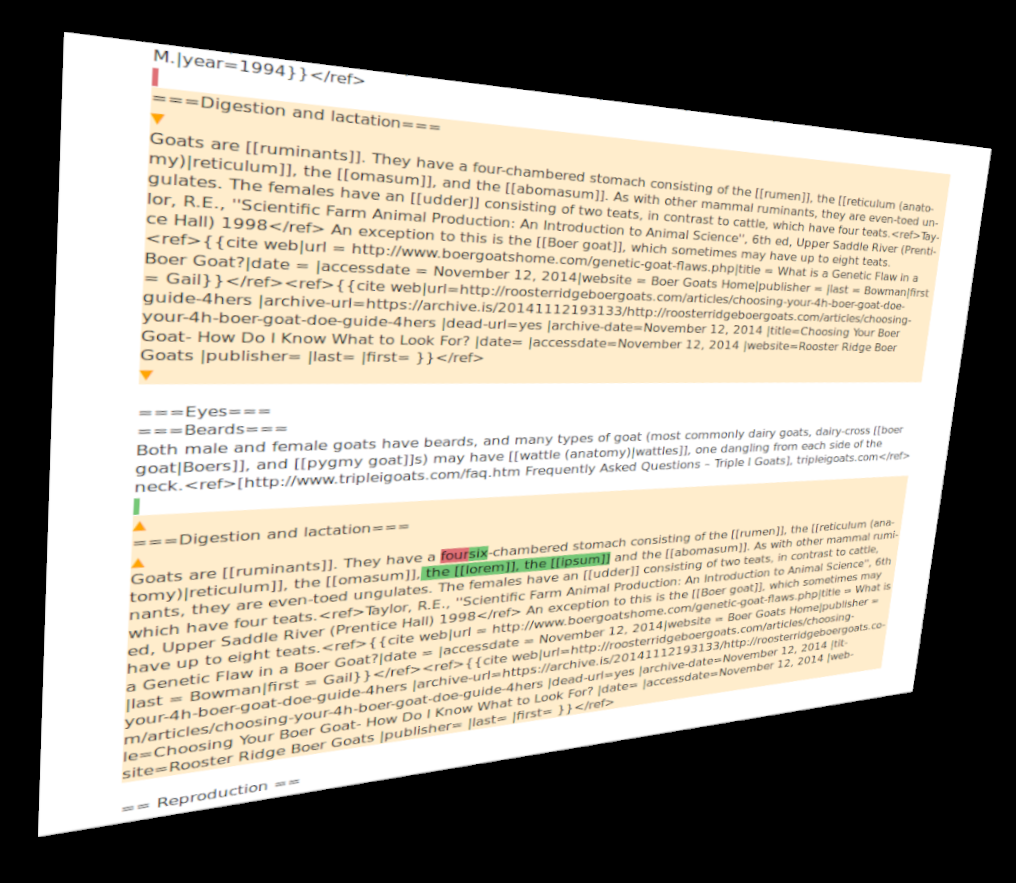 M.|year=1994}}</ref>
===Digestion and lactation===
Goats are [[ruminants]]. They have a four-chambered stomach consisting of the [[rumen]], the [[reticulum (anato-
my)|reticulum]], the [[omasum]], and the [[abomasum]]. As with other mammal ruminants, they are even-toed un-
gulates. The females have an [[udder]] consisting of two teats, in contrast to cattle, which have four teats.<ref>Tay-
lor, R.E., ''Scientific Farm Animal Production: An Introduction to Animal Science'', 6th ed, Upper Saddle River (Prenti-
ce Hall) 1998</ref> An exception to this is the [[Boer goat]], which sometimes may have up to eight teats.
<ref>{{cite web|url = http://www.boergoatshome.com/genetic-goat-flaws.php|title = What is a Genetic Flaw in a
Boer Goat?|date = |accessdate = November 12, 2014|website = Boer Goats Home|publisher = |last = Bowman|first
= Gail}}</ref><ref>{{cite web|url=http://roosterridgeboergoats.com/articles/choosing-your-4h-boer-goat-doe-
guide-4hers |archive-url=https://archive.is/20141112193133/http://roosterridgeboergoats.com/articles/choosing-
your-4h-boer-goat-doe-guide-4hers |dead-url=yes |archive-date=November 12, 2014 |title=Choosing Your Boer
Goat- How Do I Know What to Look For? |date= |accessdate=November 12, 2014 |website=Rooster Ridge Boer
Goats |publisher= |last= |first= }}</ref>
===Eyes===
===Beards===
Both male and female goats have beards, and many types of goat (most commonly dairy goats, dairy-cross [[boer
goat|Boers]], and [[pygmy goat]]s) may have [[wattle (anatomy)|wattles]], one dangling from each side of the
neck.<ref>[http://www.tripleigoats.com/faq.htm Frequently Asked Questions – Triple I Goats], tripleigoats.com</ref>
===Digestion and lactation===
Goats are [[ruminants]]. They have a foursix-chambered stomach consisting of the [[rumen]], the [[reticulum (ana-
tomy)|reticulum]], the [[omasum]], the [[lorem]], the [[ipsum]] and the [[abomasum]]. As with other mammal rumi-
nants, they are even-toed ungulates. The females have an [[udder]] consisting of two teats, in contrast to cattle,
which have four teats.<ref>Taylor, R.E., ''Scientific Farm Animal Production: An Introduction to Animal Science'', 6th
ed, Upper Saddle River (Prentice Hall) 1998</ref> An exception to this is the [[Boer goat]], which sometimes may
have up to eight teats.<ref>{{cite web|url = http://www.boergoatshome.com/genetic-goat-flaws.php|title = What is
a Genetic Flaw in a Boer Goat?|date = |accessdate = November 12, 2014|website = Boer Goats Home|publisher =
|last = Bowman|first = Gail}}</ref><ref>{{cite web|url=http://roosterridgeboergoats.com/articles/choosing-
your-4h-boer-goat-doe-guide-4hers |archive-url=https://archive.is/20141112193133/http://roosterridgeboergoats.co-
m/articles/choosing-your-4h-boer-goat-doe-guide-4hers |dead-url=yes |archive-date=November 12, 2014 |tit-
le=Choosing Your Boer Goat- How Do I Know What to Look For? |date= |accessdate=November 12, 2014 |web-
site=Rooster Ridge Boer Goats |publisher= |last= |first= }}</ref>
== Reproduction ==